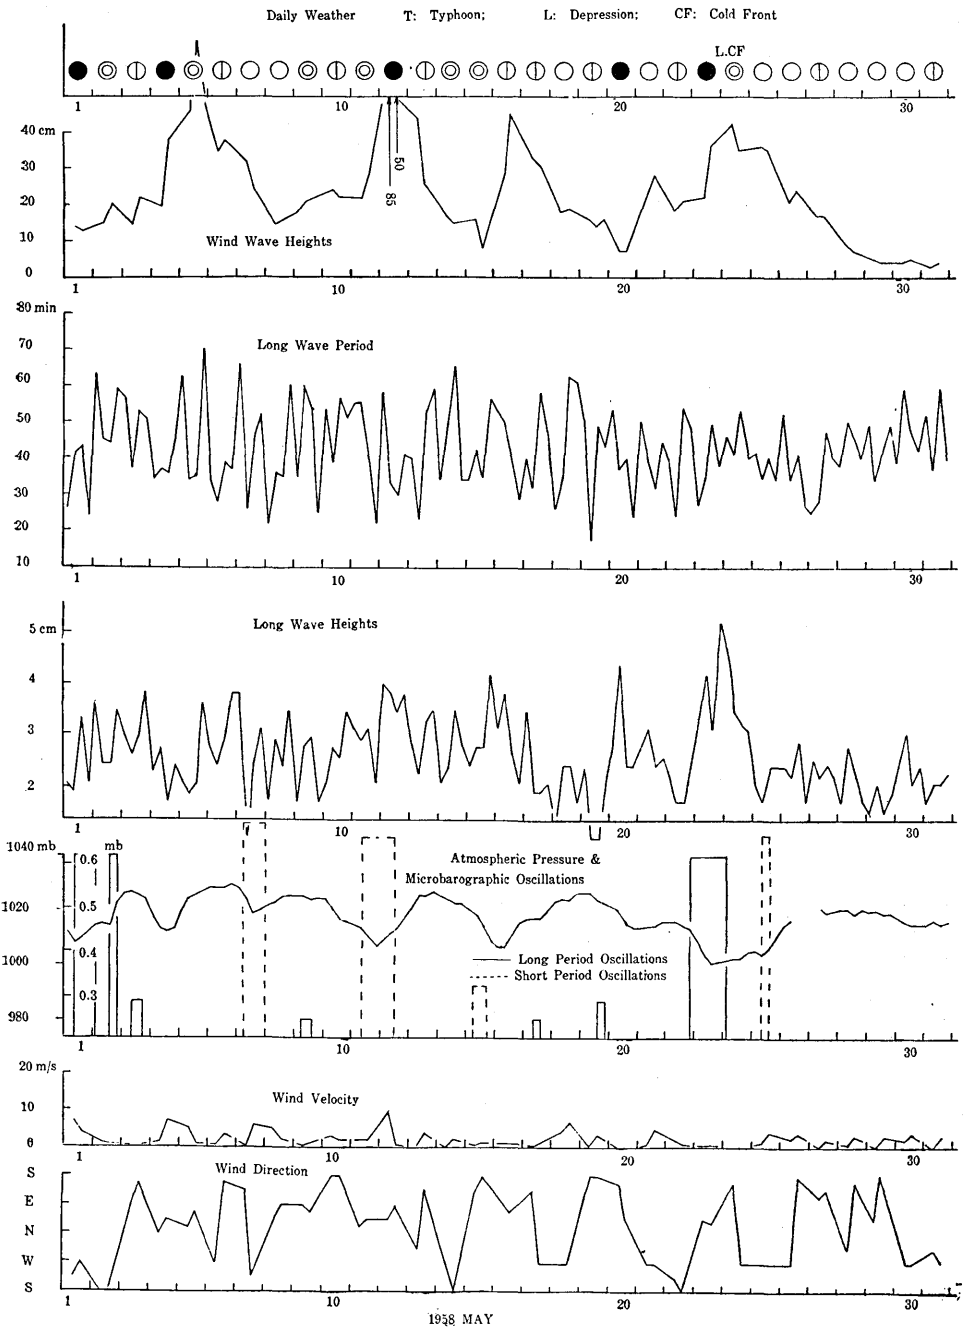 Daily Weather T: Typhoon; L: Depression; CF: Cold Front
L.CF
1 10 20 30
40 cm
30
20
10
0
50
85
Wind Wave Heights
1 10 20 30
80 min
70
60
50
40
30
20
10
Long Wave Period
1 10 20 30
5 cm
4
3
2
Long Wave Heights
1 10 20 30
1040 mb
1020
1000
980
mb
0.6
0.5
0.4
0.3
Atmospheric Pressure &
Microbarographic Oscillations
Long Period Oscillations
Short Period Oscillations
1 10 20 30
20 m/s
10
0
Wind Velocity
1 10 20 30
Wind Direction
S
E
N
W
S
1 10 20 30
1958 MAY